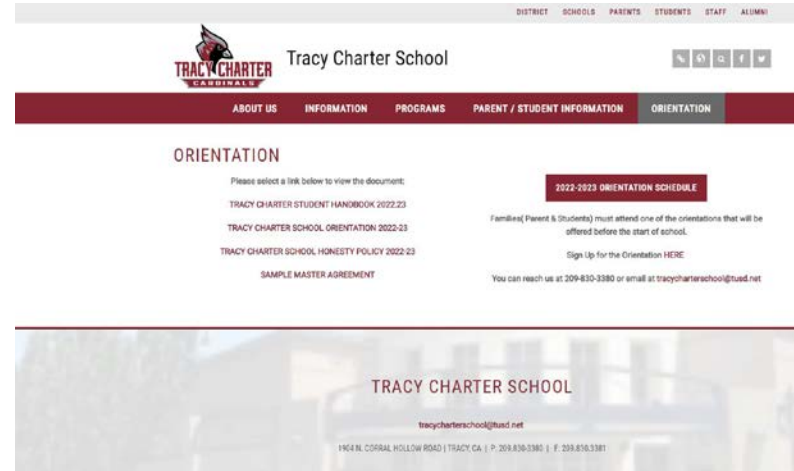 DISTRICT SCHOOLS PARENTS STUDENTS STAFF ALUMNI
TRACY CHARTER
CARDINALS
Tracy Charter School
ABOUT US INFORMATION PROGRAMS PARENT / STUDENT INFORMATION ORIENTATION
ORIENTATION
Please select a link below to view the document:
TRACY CHARTER STUDENT HANDBOOK 2022.23
TRACY CHARTER SCHOOL ORIENTATION 2022-23
TRACY CHARTER SCHOOL HONESTY POLICY 2022-23
SAMPLE MASTER AGREEMENT
2022-2023 ORIENTATION SCHEDULE
Families( Parent & Students) must attend one of the orientations that will be
offered before the start of school.
Sign Up for the Orientation HERE
You can reach us at 209-830-3380 or email at tracycharterschool@tusd.net
TRACY CHARTER SCHOOL
tracycharterschool@tusd.net
1904 N. CORRAL HOLLOW ROAD | TRACY, CA | P. 209.830.3380 | F. 209.830.3381